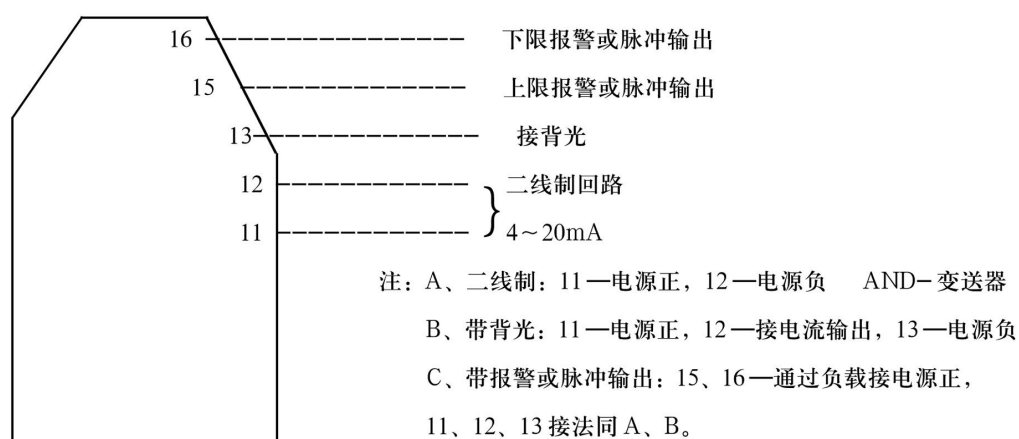 16 下限报警或脉冲输出
15 上限报警或脉冲输出
13 接背光
12 二线制回路
11 4～20mA
注：A、二线制：11—电源正，12—电源负 AND-变送器
B、带背光：11—电源正，12—接电流输出，13—电源负
C、带报警或脉冲输出：15、16—通过负载接电源正，
11、12、13 接法同 A、B。